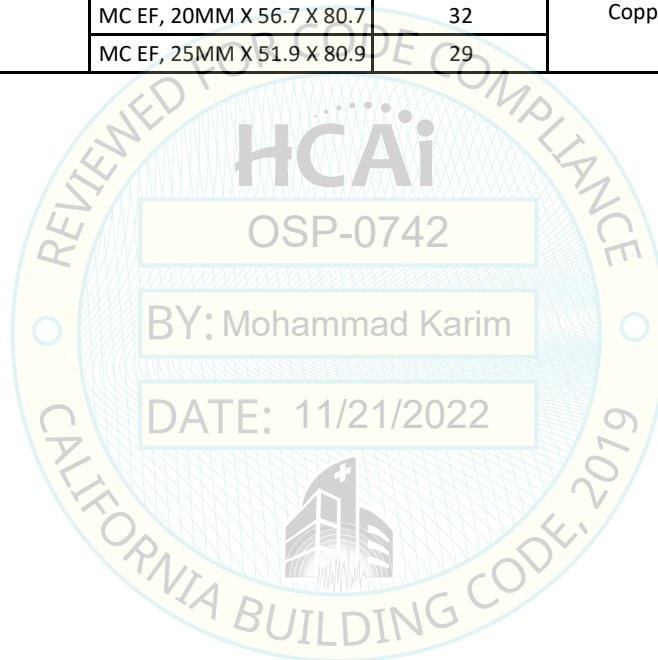 MC EF, 20MM X 56.7 X 80.7 32 Copp
MC EF, 25MM X 51.9 X 80.9 29
REVIEWED FOR CODE COMPLIANCE
HCAi
OSP-0742
BY: Mohammad Karim
DATE: 11/21/2022
CALIFORNIA BUILDING CODE, 2019